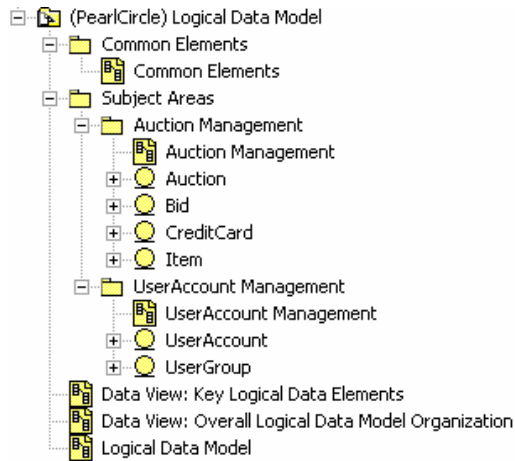 (PearlCircle) Logical Data Model
Common Elements
Common Elements
Subject Areas
Auction Management
Auction Management
Auction
Bid
CreditCard
Item
UserAccount Management
UserAccount Management
UserAccount
UserGroup
Data View: Key Logical Data Elements
Data View: Overall Logical Data Model Organization
Logical Data Model